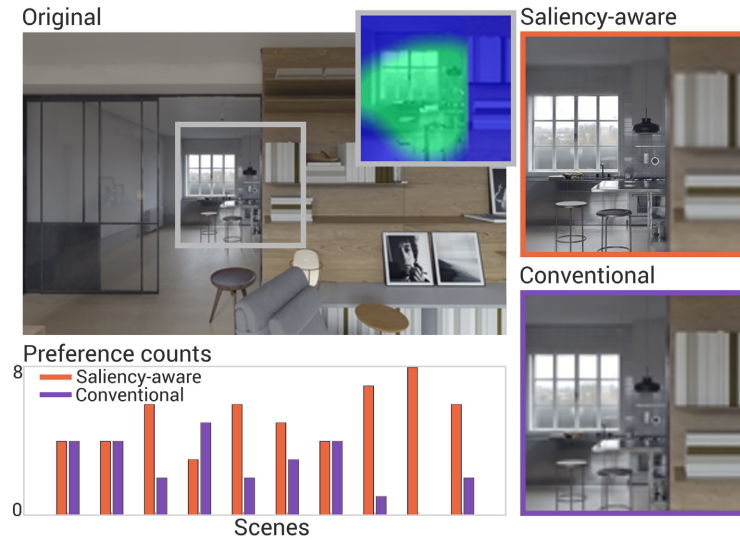 Original
Saliency-aware
Conventional
Preference counts
8
Saliency-aware
Conventional
0
Scenes